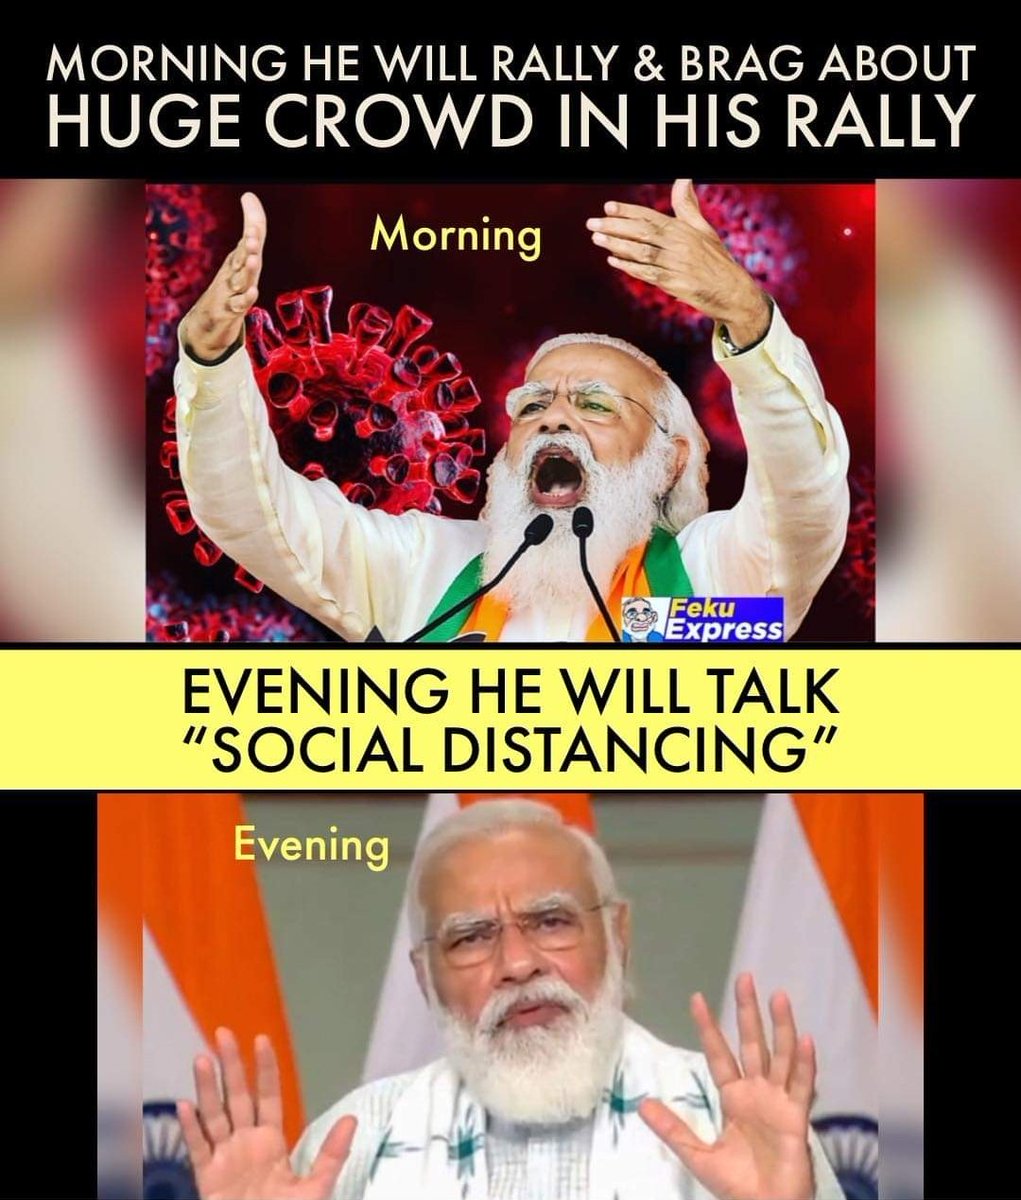 MORNING HE WILL RALLY & BRAG ABOUT
HUGE CROWD IN HIS RALLY
Morning
Feku
Express
EVENING HE WILL TALK
“SOCIAL DISTANCING”
Evening